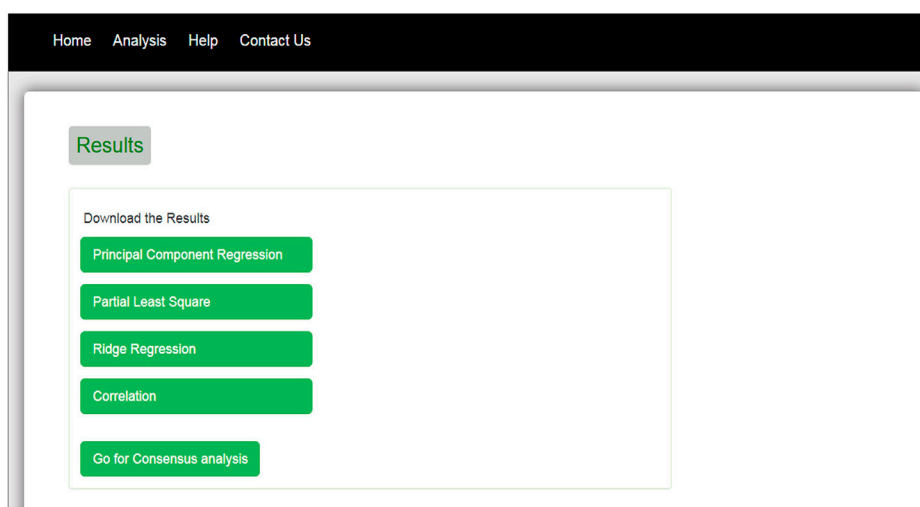 Home Analysis Help Contact Us
Results
Download the Results
Principal Component Regression
Partial Least Square
Ridge Regression
Correlation
Go for Consensus analysis